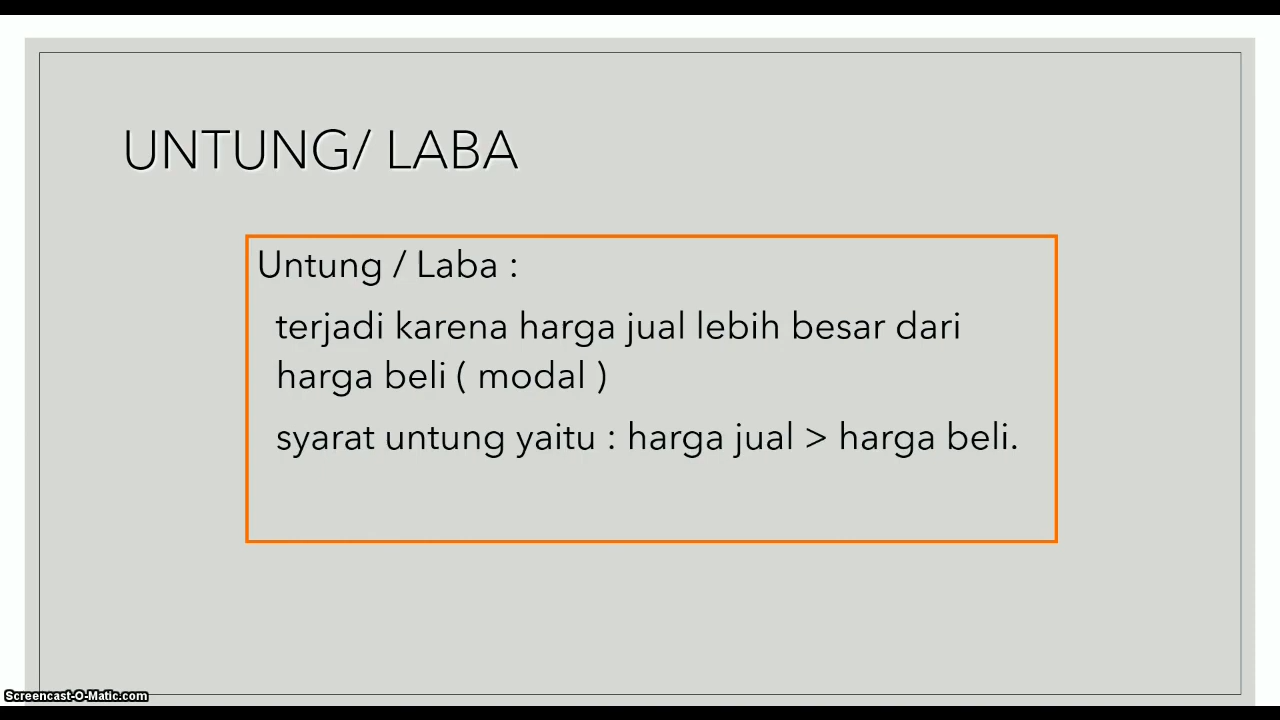 UNTUNG/ LABA
Untung / Laba :
terjadi karena harga jual lebih besar dari
harga beli ( modal )
syarat untung yaitu : harga jual > harga beli.
Screencast-O-Matic.com